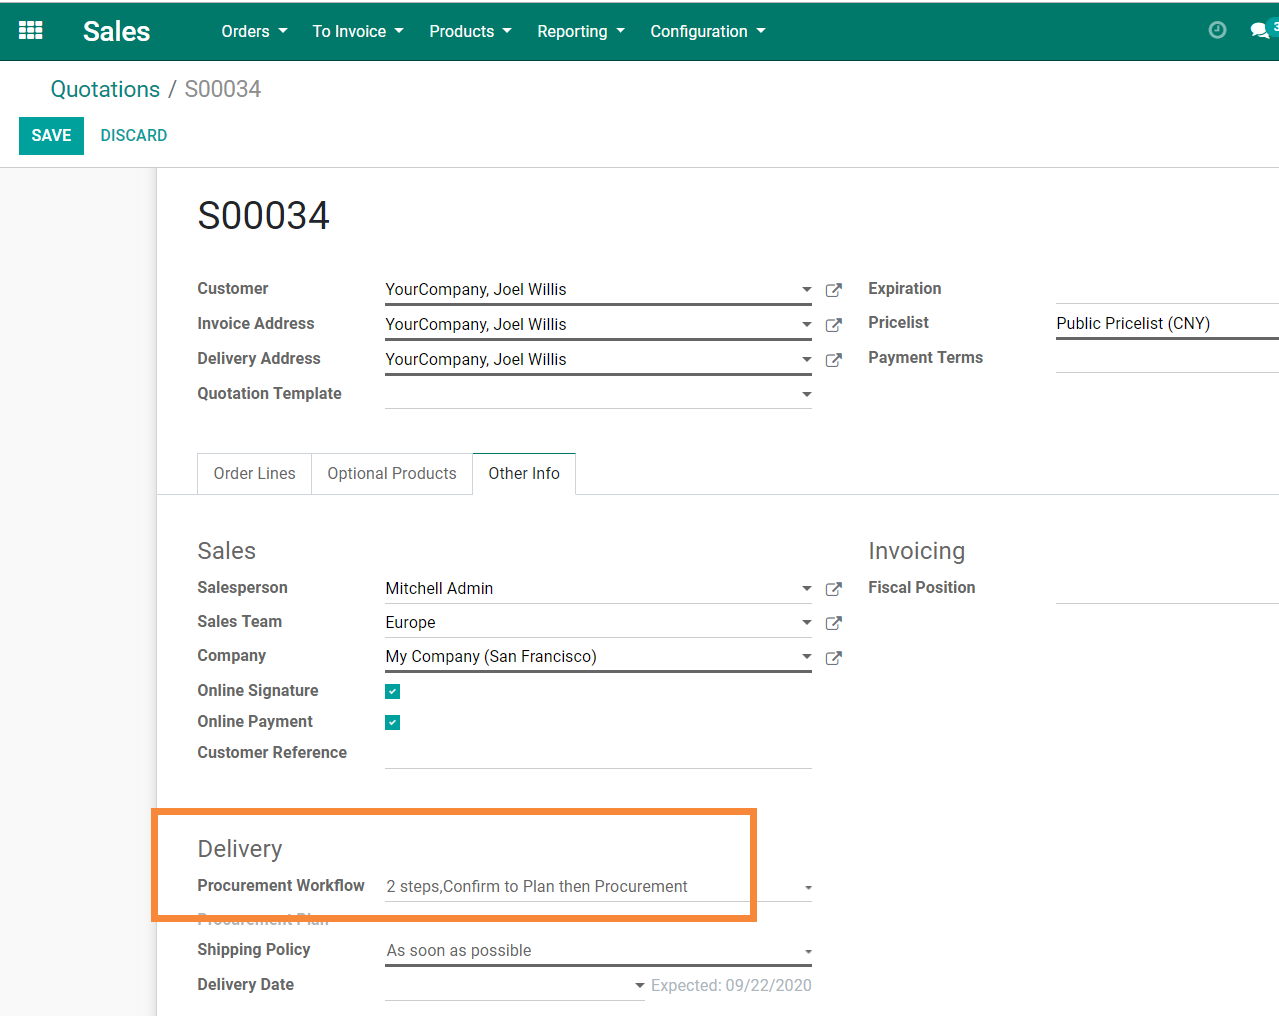 Sales Orders To Invoice Products Reporting Configuration 3
Quotations / S00034
SAVE DISCARD
S00034
Customer YourCompany, Joel Willis Expiration
Invoice Address YourCompany, Joel Willis Pricelist Public Pricelist (CNY)
Delivery Address YourCompany, Joel Willis Payment Terms
Quotation Template
Order Lines Optional Products Other Info
Sales Invoicing
Salesperson Mitchell Admin Fiscal Position
Sales Team Europe
Company My Company (San Francisco)
Online Signature
Online Payment
Customer Reference
Delivery
Procurement Workflow 2 steps,Confirm to Plan then Procurement
Procurement Plan
Shipping Policy As soon as possible
Delivery Date Expected: 09/22/2020